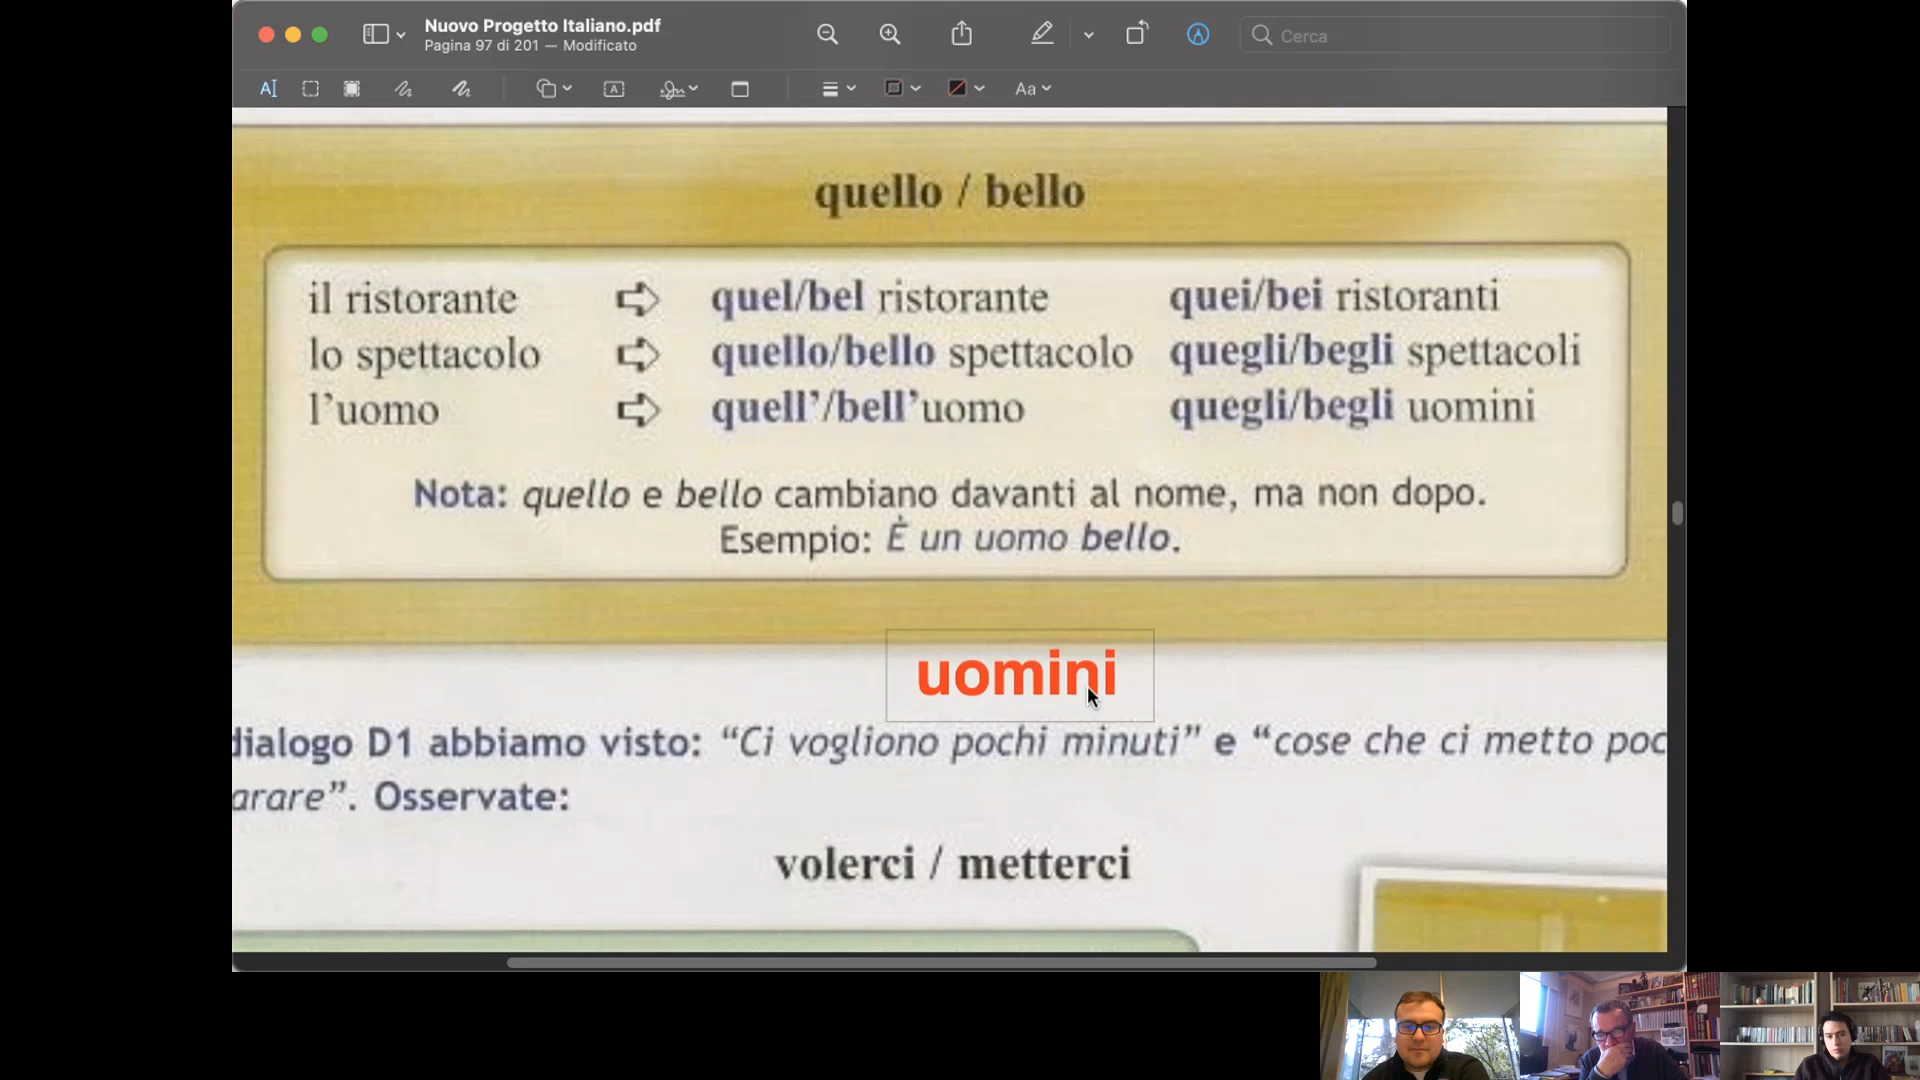 Nuovo Progetto Italiano.pdf
Pagina 97 di 201 — Modificato
Cerca
Aa
quello / bello
il ristorante ⇨ quel/bel ristorante quei/bei ristoranti
lo spettacolo ⇨ quello/bello spettacolo quegli/begli spettacoli
l'uomo ⇨ quell'/bell'uomo quegli/begli uomini
Nota: quello e bello cambiano davanti al nome, ma non dopo.
Esempio: È un uomo bello.
uomini
dialogo D1 abbiamo visto: “Ci vogliono pochi minuti” e “cose che ci metto poc
arare”. Osservate:
volerci / metterci